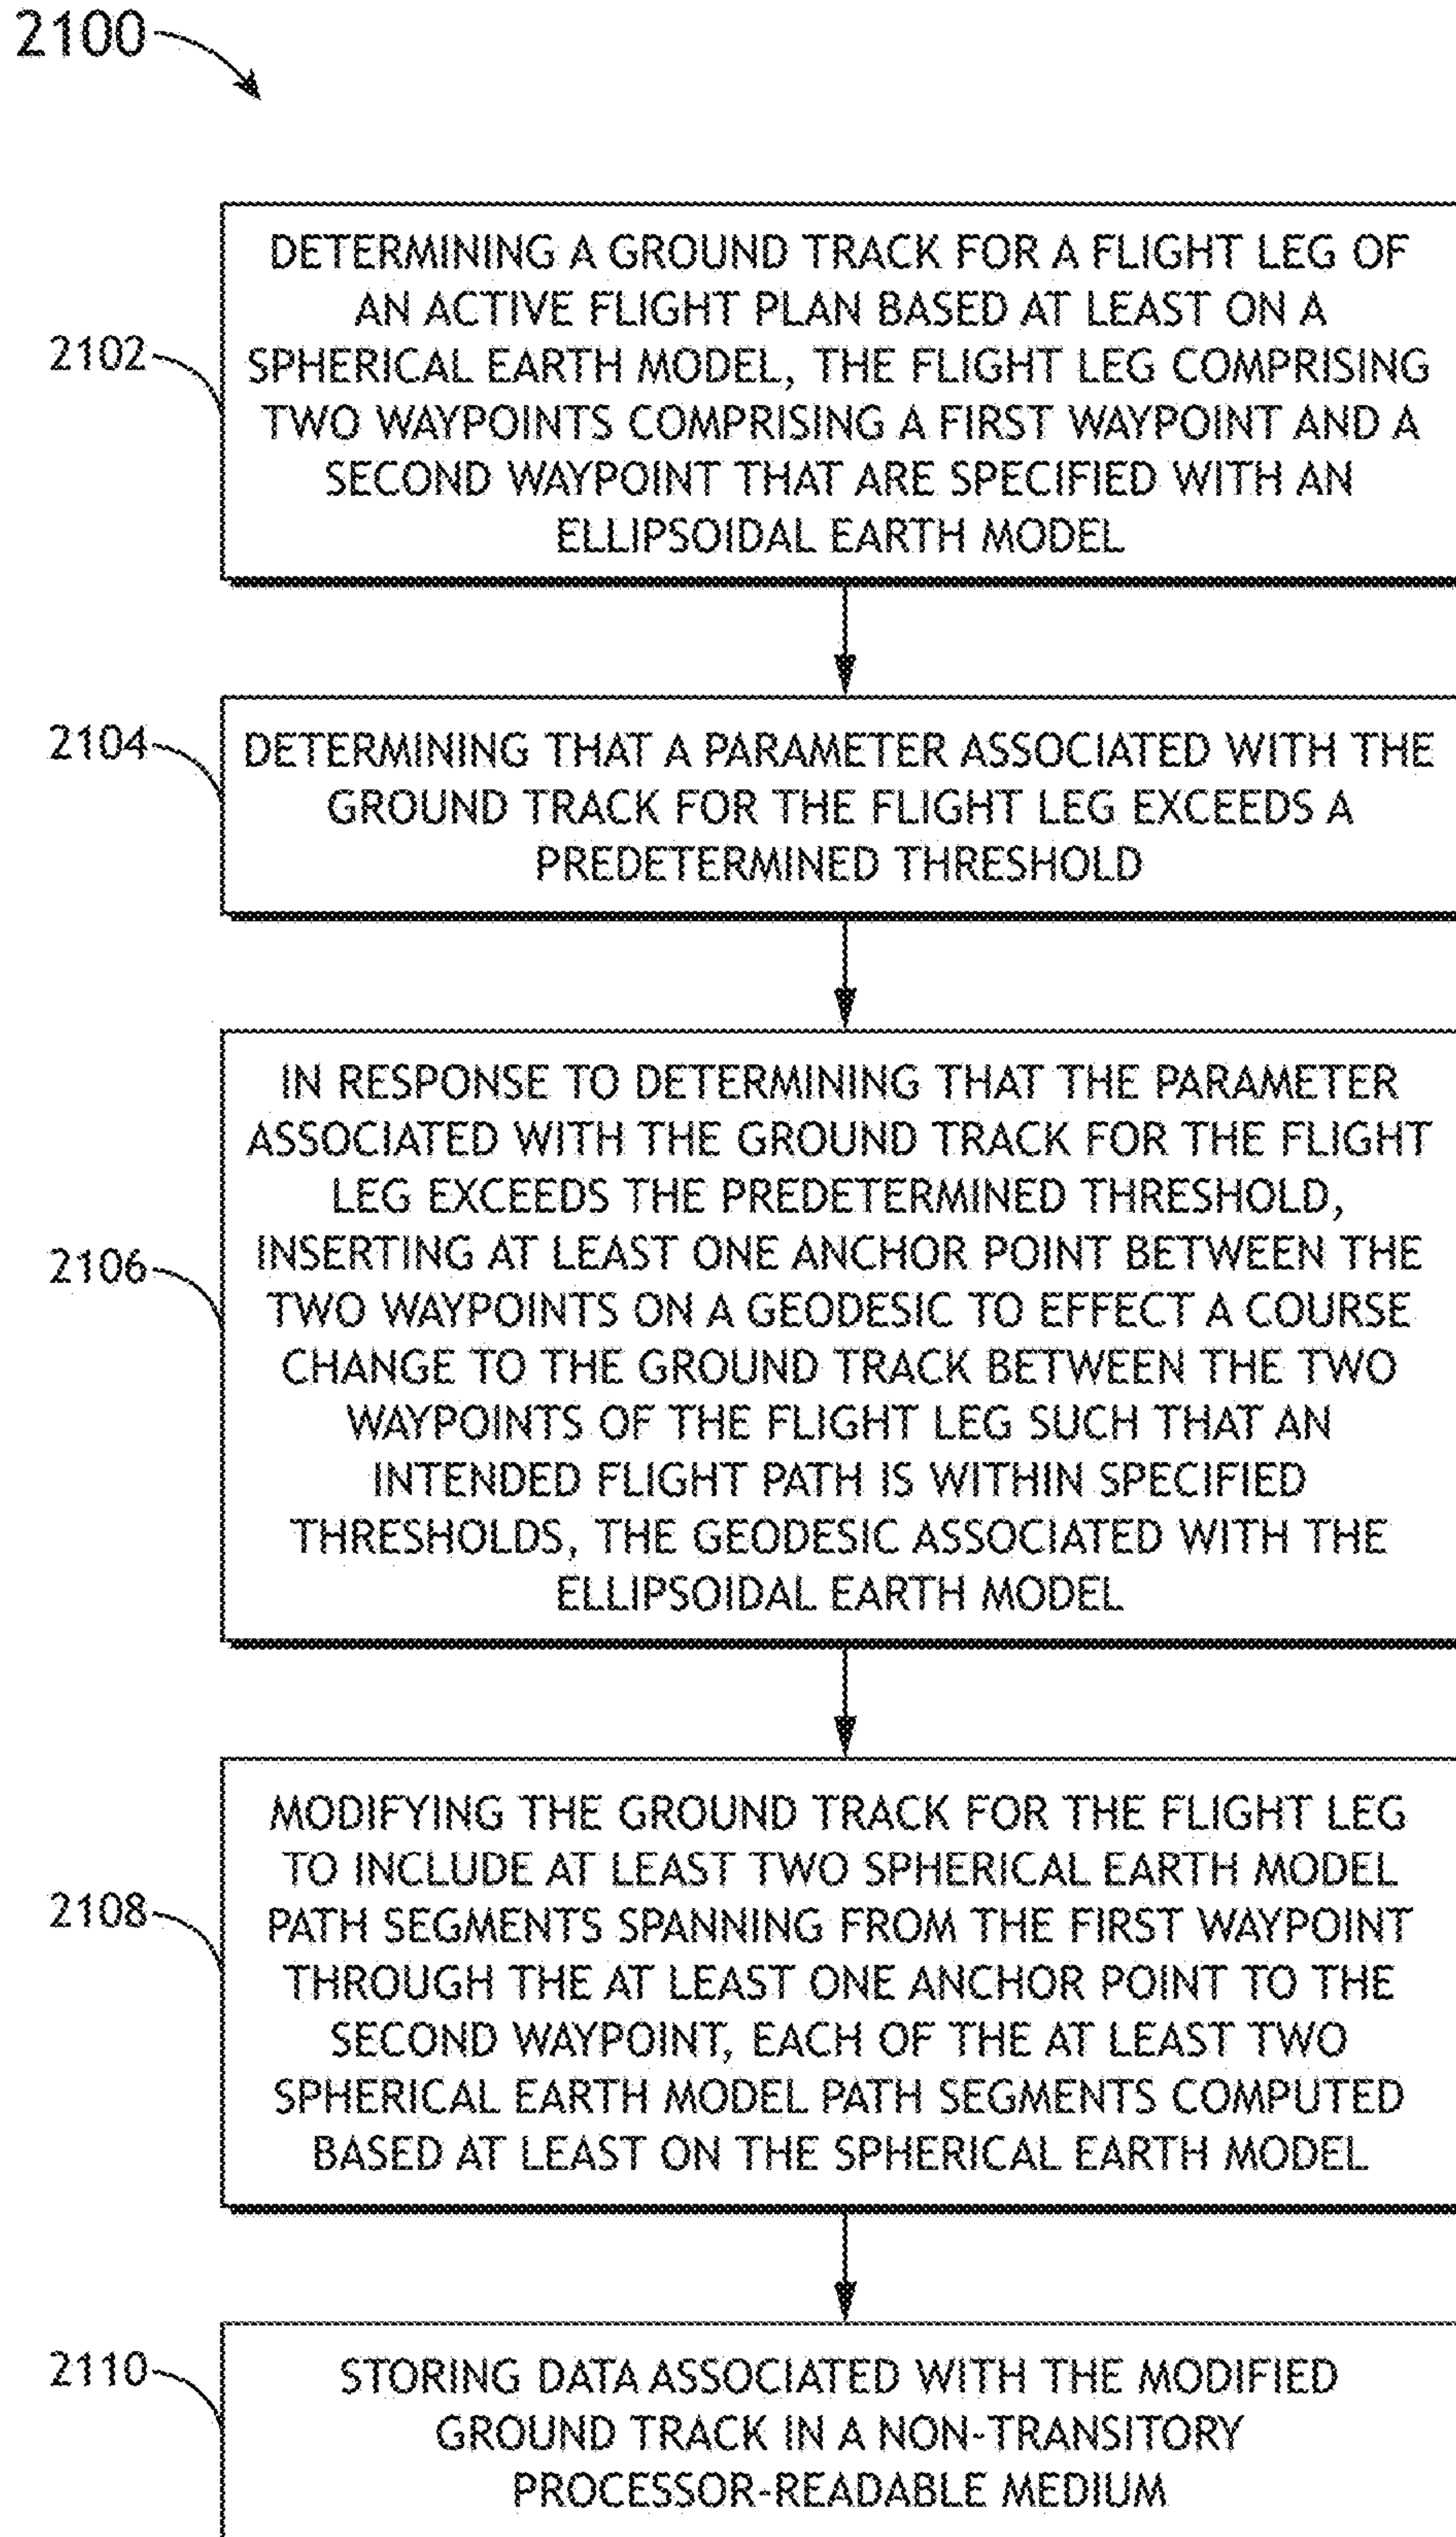 2100
2102
DETERMINING A GROUND TRACK FOR A FLIGHT LEG OF
AN ACTIVE FLIGHT PLAN BASED AT LEAST ON A
SPHERICAL EARTH MODEL, THE FLIGHT LEG COMPRISING
TWO WAYPOINTS COMPRISING A FIRST WAYPOINT AND A
SECOND WAYPOINT THAT ARE SPECIFIED WITH AN
ELLIPSOIDAL EARTH MODEL
2104
DETERMINING THAT A PARAMETER ASSOCIATED WITH THE
GROUND TRACK FOR THE FLIGHT LEG EXCEEDS A
PREDETERMINED THRESHOLD
2106
IN RESPONSE TO DETERMINING THAT THE PARAMETER
ASSOCIATED WITH THE GROUND TRACK FOR THE FLIGHT
LEG EXCEEDS THE PREDETERMINED THRESHOLD,
INSERTING AT LEAST ONE ANCHOR POINT BETWEEN THE
TWO WAYPOINTS ON A GEODESIC TO EFFECT A COURSE
CHANGE TO THE GROUND TRACK BETWEEN THE TWO
WAYPOINTS OF THE FLIGHT LEG SUCH THAT AN
INTENDED FLIGHT PATH IS WITHIN SPECIFIED
THRESHOLDS, THE GEODESIC ASSOCIATED WITH THE
ELLIPSOIDAL EARTH MODEL
2108
MODIFYING THE GROUND TRACK FOR THE FLIGHT LEG
TO INCLUDE AT LEAST TWO SPHERICAL EARTH MODEL
PATH SEGMENTS SPANNING FROM THE FIRST WAYPOINT
THROUGH THE AT LEAST ONE ANCHOR POINT TO THE
SECOND WAYPOINT, EACH OF THE AT LEAST TWO
SPHERICAL EARTH MODEL PATH SEGMENTS COMPUTED
BASED AT LEAST ON THE SPHERICAL EARTH MODEL
2110
STORING DATA ASSOCIATED WITH THE MODIFIED
GROUND TRACK IN A NON-TRANSITORY
PROCESSOR-READABLE MEDIUM